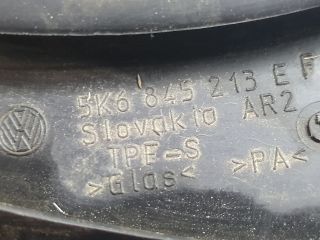 5K6 845 213 E F
Slovakia AR2
TPE-S >PA<
>Glas<